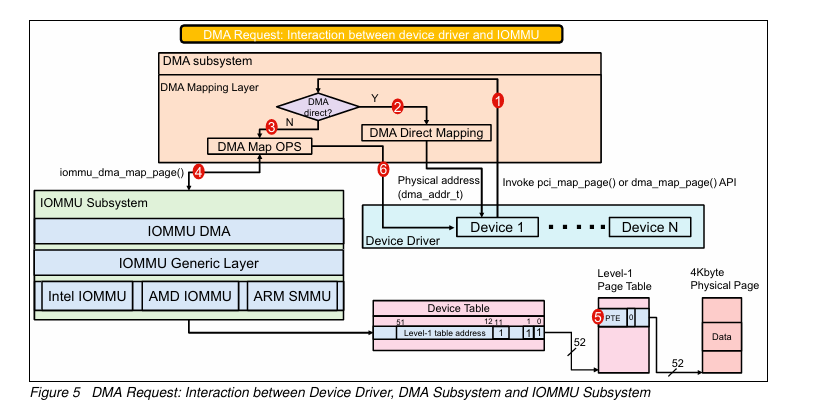 DMA Request: Interaction between device driver and IOMMU
DMA subsystem
DMA Mapping Layer
1
DMA
direct?
Y
2
N
3
DMA Direct Mapping
DMA Map OPS
iommu_dma_map_page()
4
6
Physical address
(dma_addr_t)
Invoke pci_map_page() or dma_map_page() API
IOMMU Subsystem
IOMMU DMA
IOMMU Generic Layer
Intel IOMMU
AMD IOMMU
ARM SMMU
Device 1
Device N
Device Driver
Device Table
51
12 11
1 0
Level-1 table address
1
1
1
52
Level-1
Page Table
5
PTE
0
52
4Kbyte
Physical Page
Data
Figure 5 DMA Request: Interaction between Device Driver, DMA Subsystem and IOMMU Subsystem